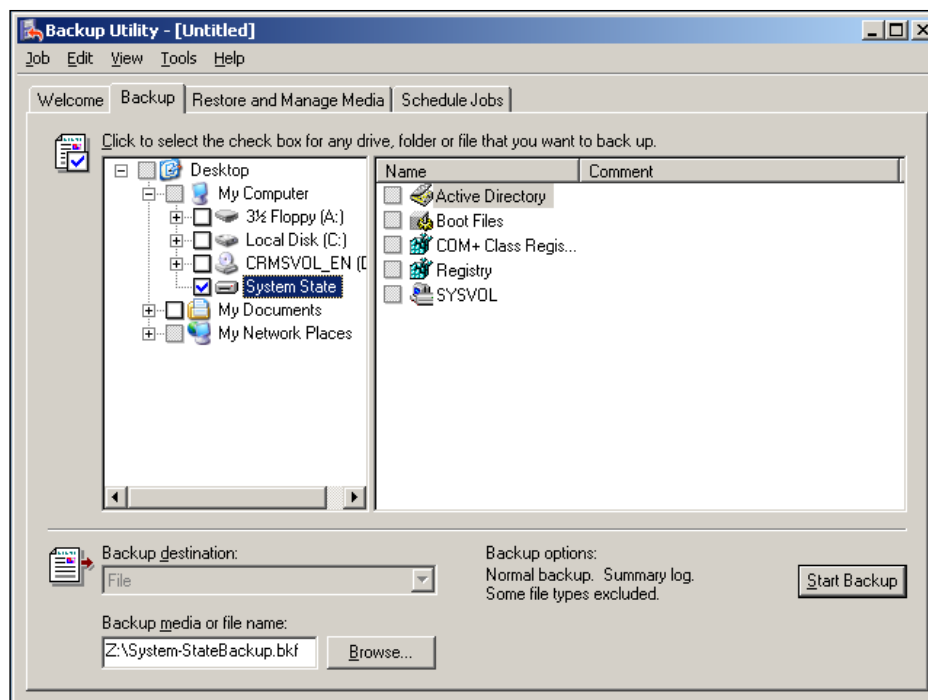 Backup Utility - [Untitled]
Job Edit View Tools Help
Welcome Backup Restore and Manage Media Schedule Jobs
Click to select the check box for any drive, folder or file that you want to back up.
Desktop
My Computer
3½ Floppy (A:)
Local Disk (C:)
CRMSVOL_EN (D
System State
My Documents
My Network Places
Name Comment
Active Directory
Boot Files
COM+ Class Regis...
Registry
SYSVOL
Backup destination:
File
Backup media or file name:
Z:\System-StateBackup.bkf
Browse...
Backup options:
Normal backup. Summary log.
Some file types excluded.
Start Backup